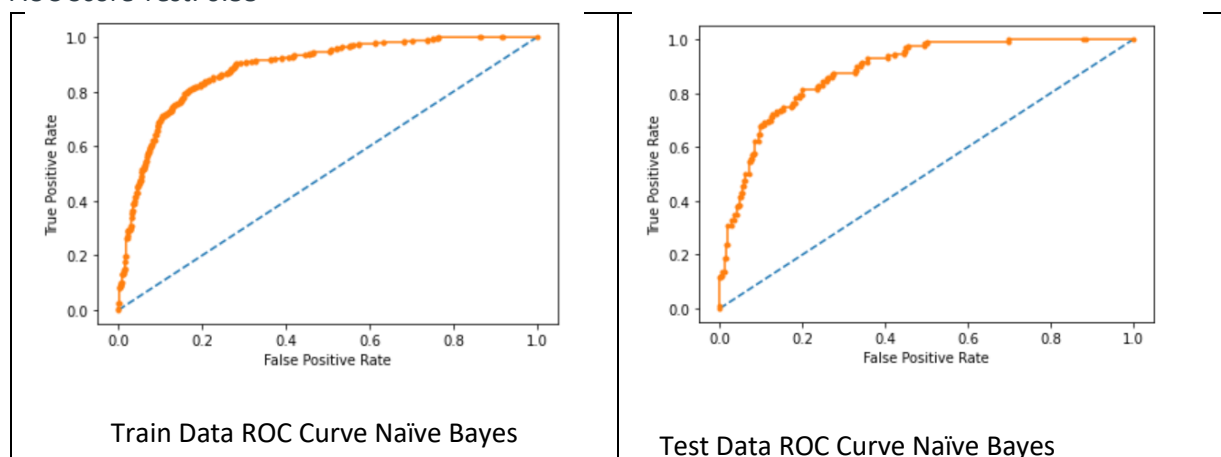 Score
1.0
0.8
0.6
0.4
0.2
0.0
True Positive Rate
0.0 0.2 0.4 0.6 0.8 1.0
False Positive Rate
Train Data ROC Curve Naïve Bayes
1.0
0.8
0.6
0.4
0.2
0.0
True Positive Rate
0.0 0.2 0.4 0.6 0.8 1.0
False Positive Rate
Test Data ROC Curve Naïve Bayes